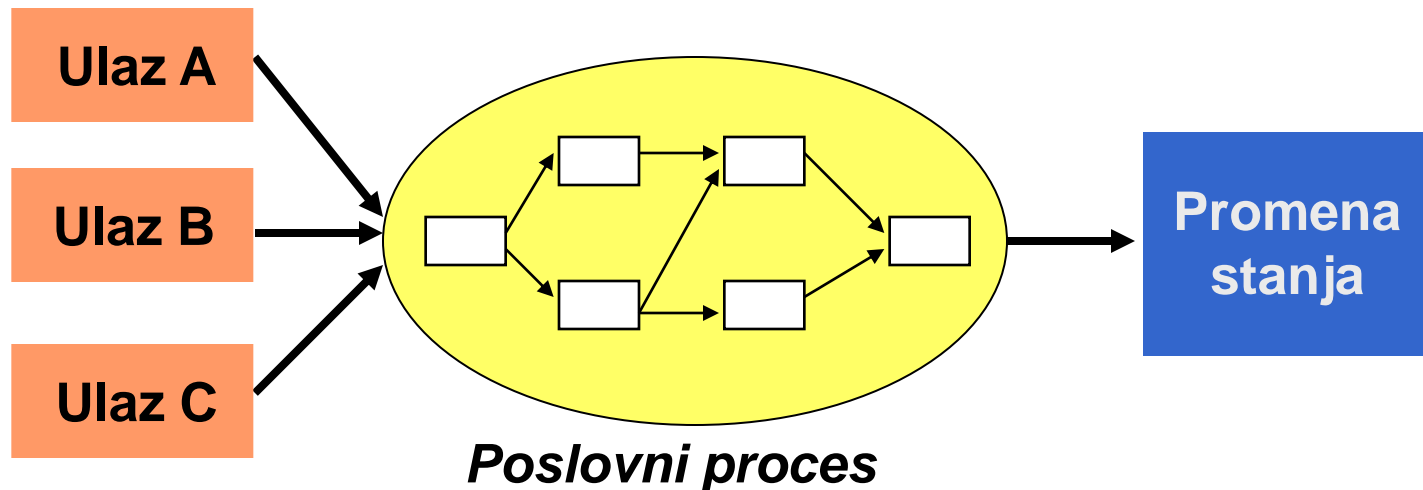 Ulaz A
Ulaz B
Ulaz C
Poslovni proces
Promena
stanja